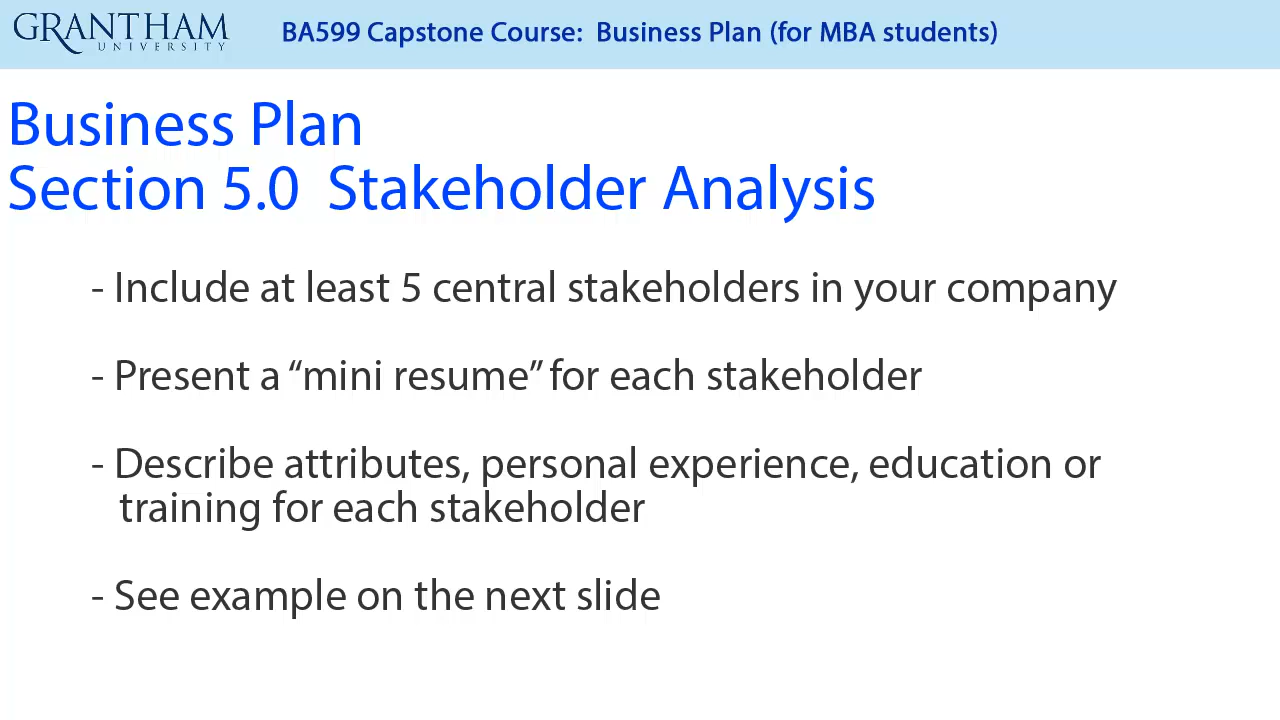 GRANTHAM
UNIVERSITY
BA599 Capstone Course:  Business Plan (for MBA students)
Business Plan
Section 5.0  Stakeholder Analysis
- Include at least 5 central stakeholders in your company
- Present a “mini resume” for each stakeholder
- Describe attributes, personal experience, education or
training for each stakeholder
- See example on the next slide